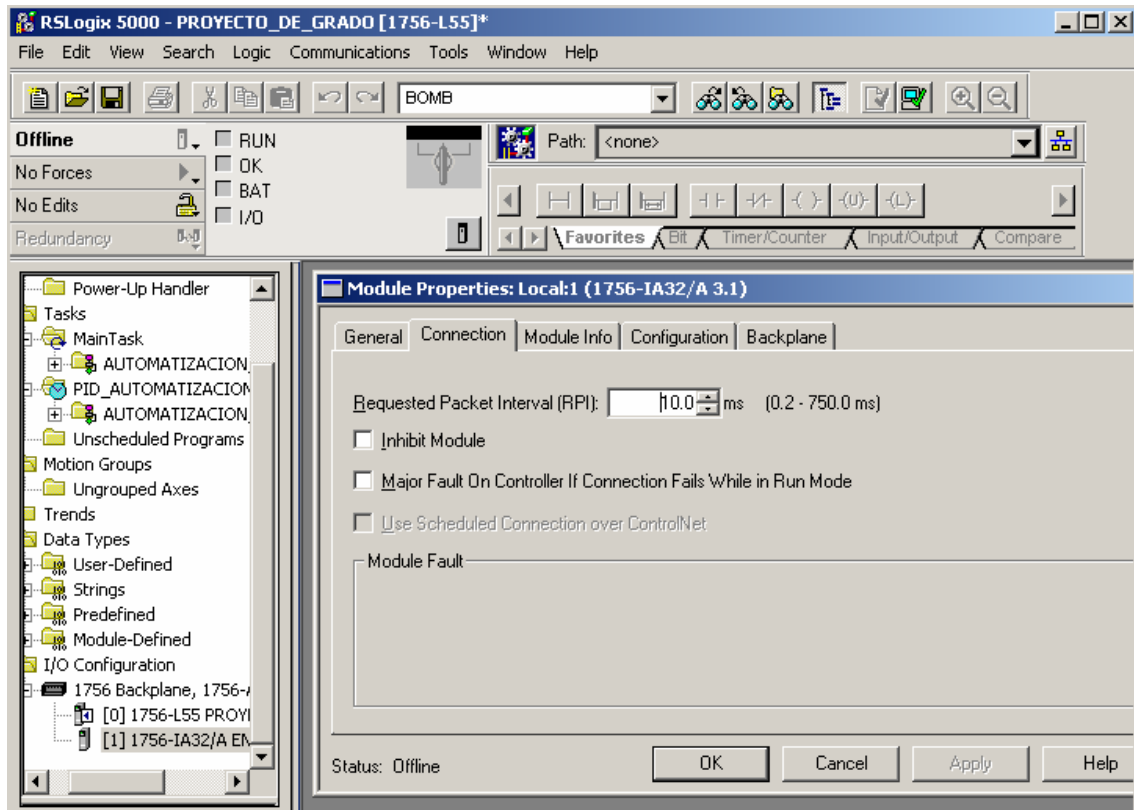 RSLogix 5000 - PROYECTO_DE_GRADO [1756-L55]*
File Edit View Search Logic Communications Tools Window Help
BOMB
Offline
RUN
No Forces
OK
No Edits
BAT
Redundancy
I/O
Path: <none>
Favorites Bit Timer/Counter Input/Output Compare
Power-Up Handler
Tasks
MainTask
AUTOMATIZACION_
PID_AUTOMATIZACION
AUTOMATIZACION_
Unscheduled Programs
Motion Groups
Ungrouped Axes
Trends
Data Types
User-Defined
Strings
Predefined
Module-Defined
I/O Configuration
1756 Backplane, 1756-
[0] 1756-L55 PROY
[1] 1756-IA32/A EN
Module Properties: Local:1 (1756-IA32/A 3.1)
General Connection Module Info Configuration Backplane
Requested Packet Interval (RPI): 10.0 ms (0.2 - 750.0 ms)
Inhibit Module
Major Fault On Controller If Connection Fails While in Run Mode
Use Scheduled Connection over ControlNet
Module Fault
Status: Offline
OK Cancel Apply Help